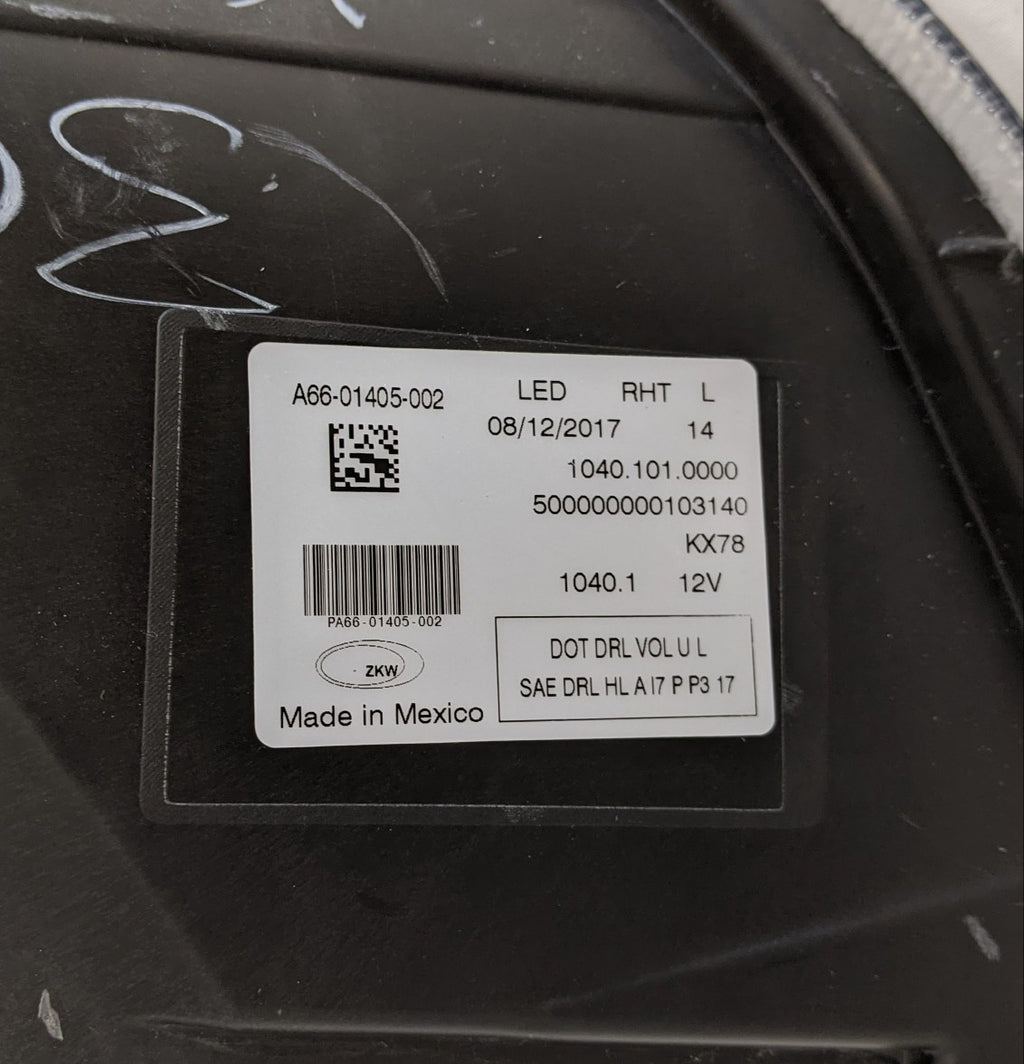 A66-01405-002
LED RHT L
08/12/2017 14
1040.101.0000
500000000103140
KX78
1040.1 12V
PA66-01405-002
ZKW
Made in Mexico
DOT DRL VOL U L
SAE DRL HL A I7 P P3 17